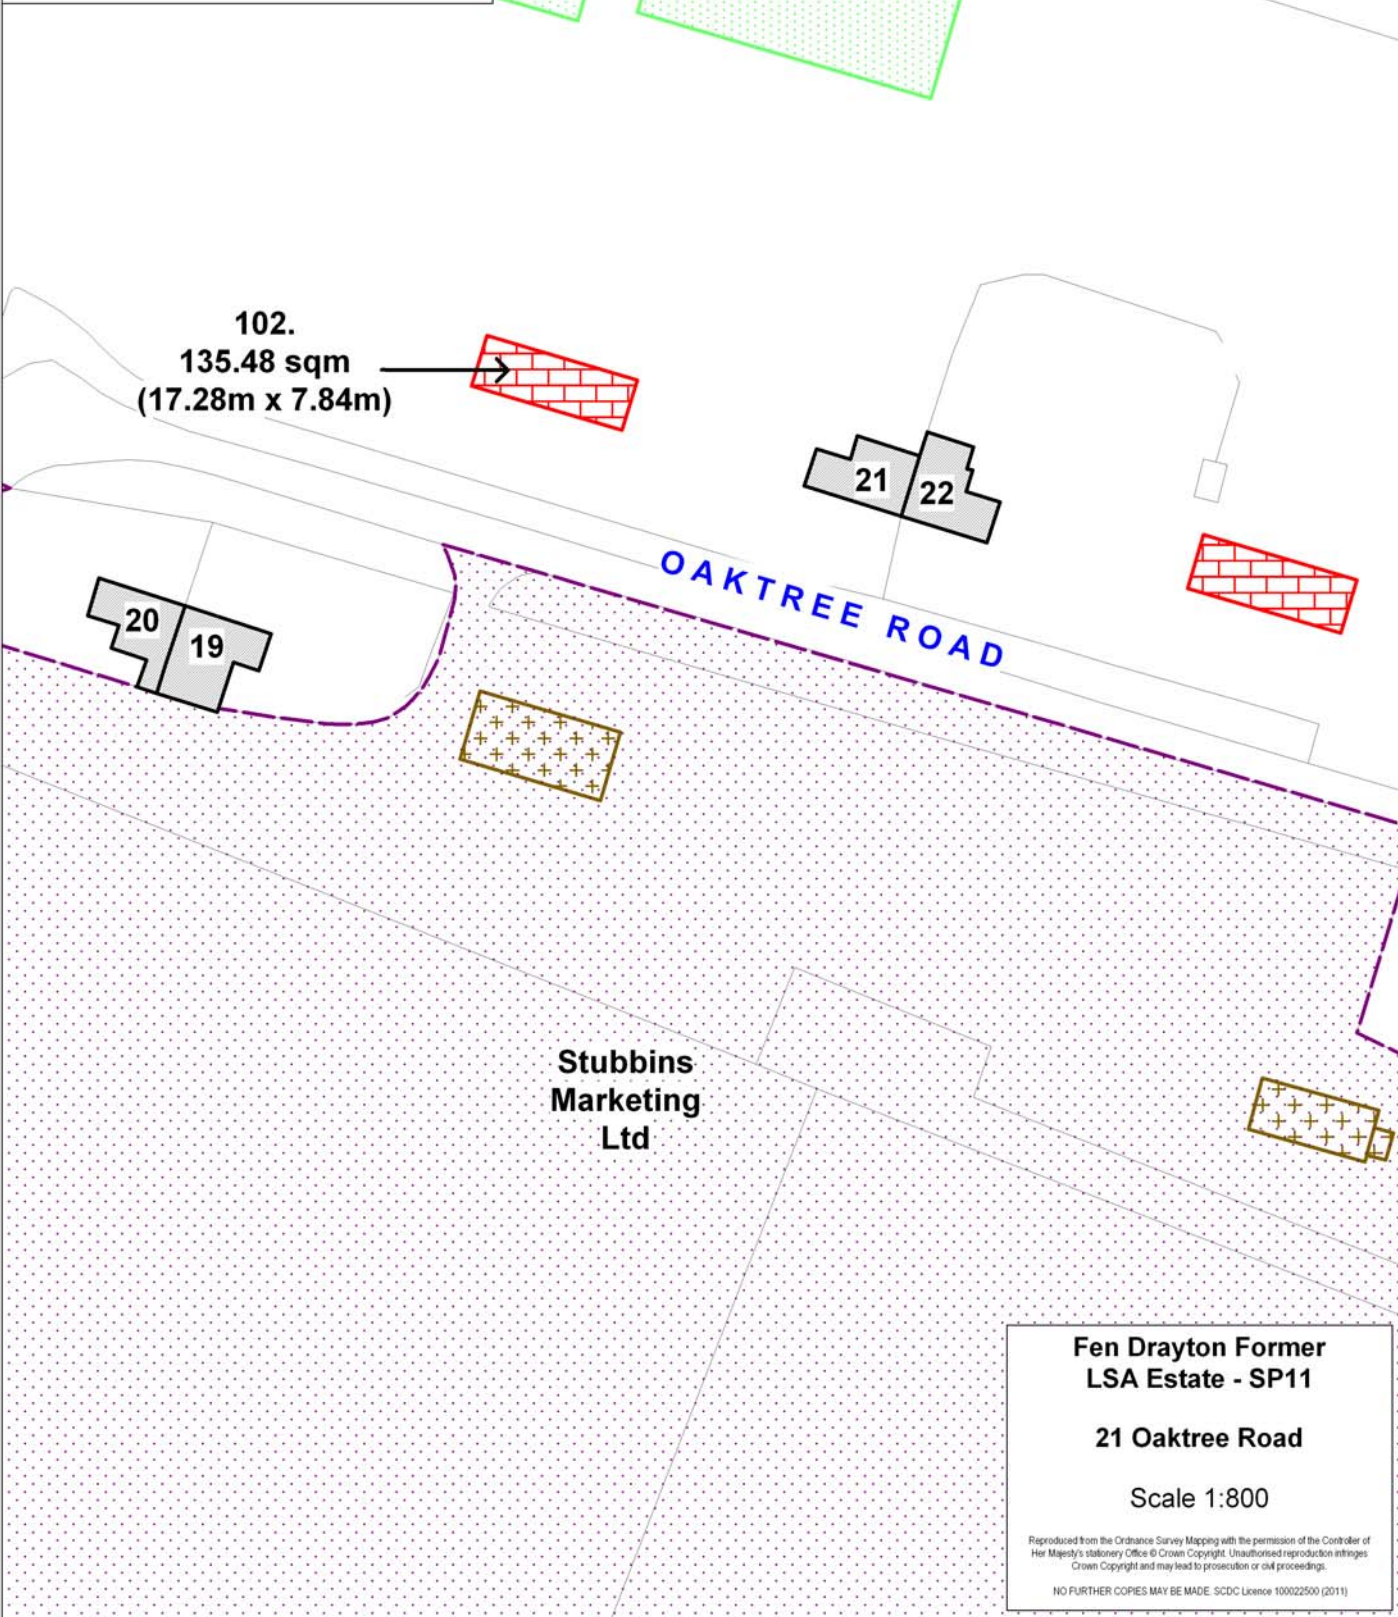 102.
135.48 sqm
(17.28m x 7.84m)
21
22
OAKTREE ROAD
20
19
Stubbins
Marketing
Ltd
Fen Drayton Former
LSA Estate - SP11
21 Oaktree Road
Scale 1:800
Reproduced from the Ordnance Survey Mapping with the permission of the Controller of
Her Majesty's stationery Office © Crown Copyright. Unauthorised reproduction infringes
Crown Copyright and may lead to prosecution or civil proceedings.
NO FURTHER COPIES MAY BE MADE. SCDC Licence 100022500 (2011)